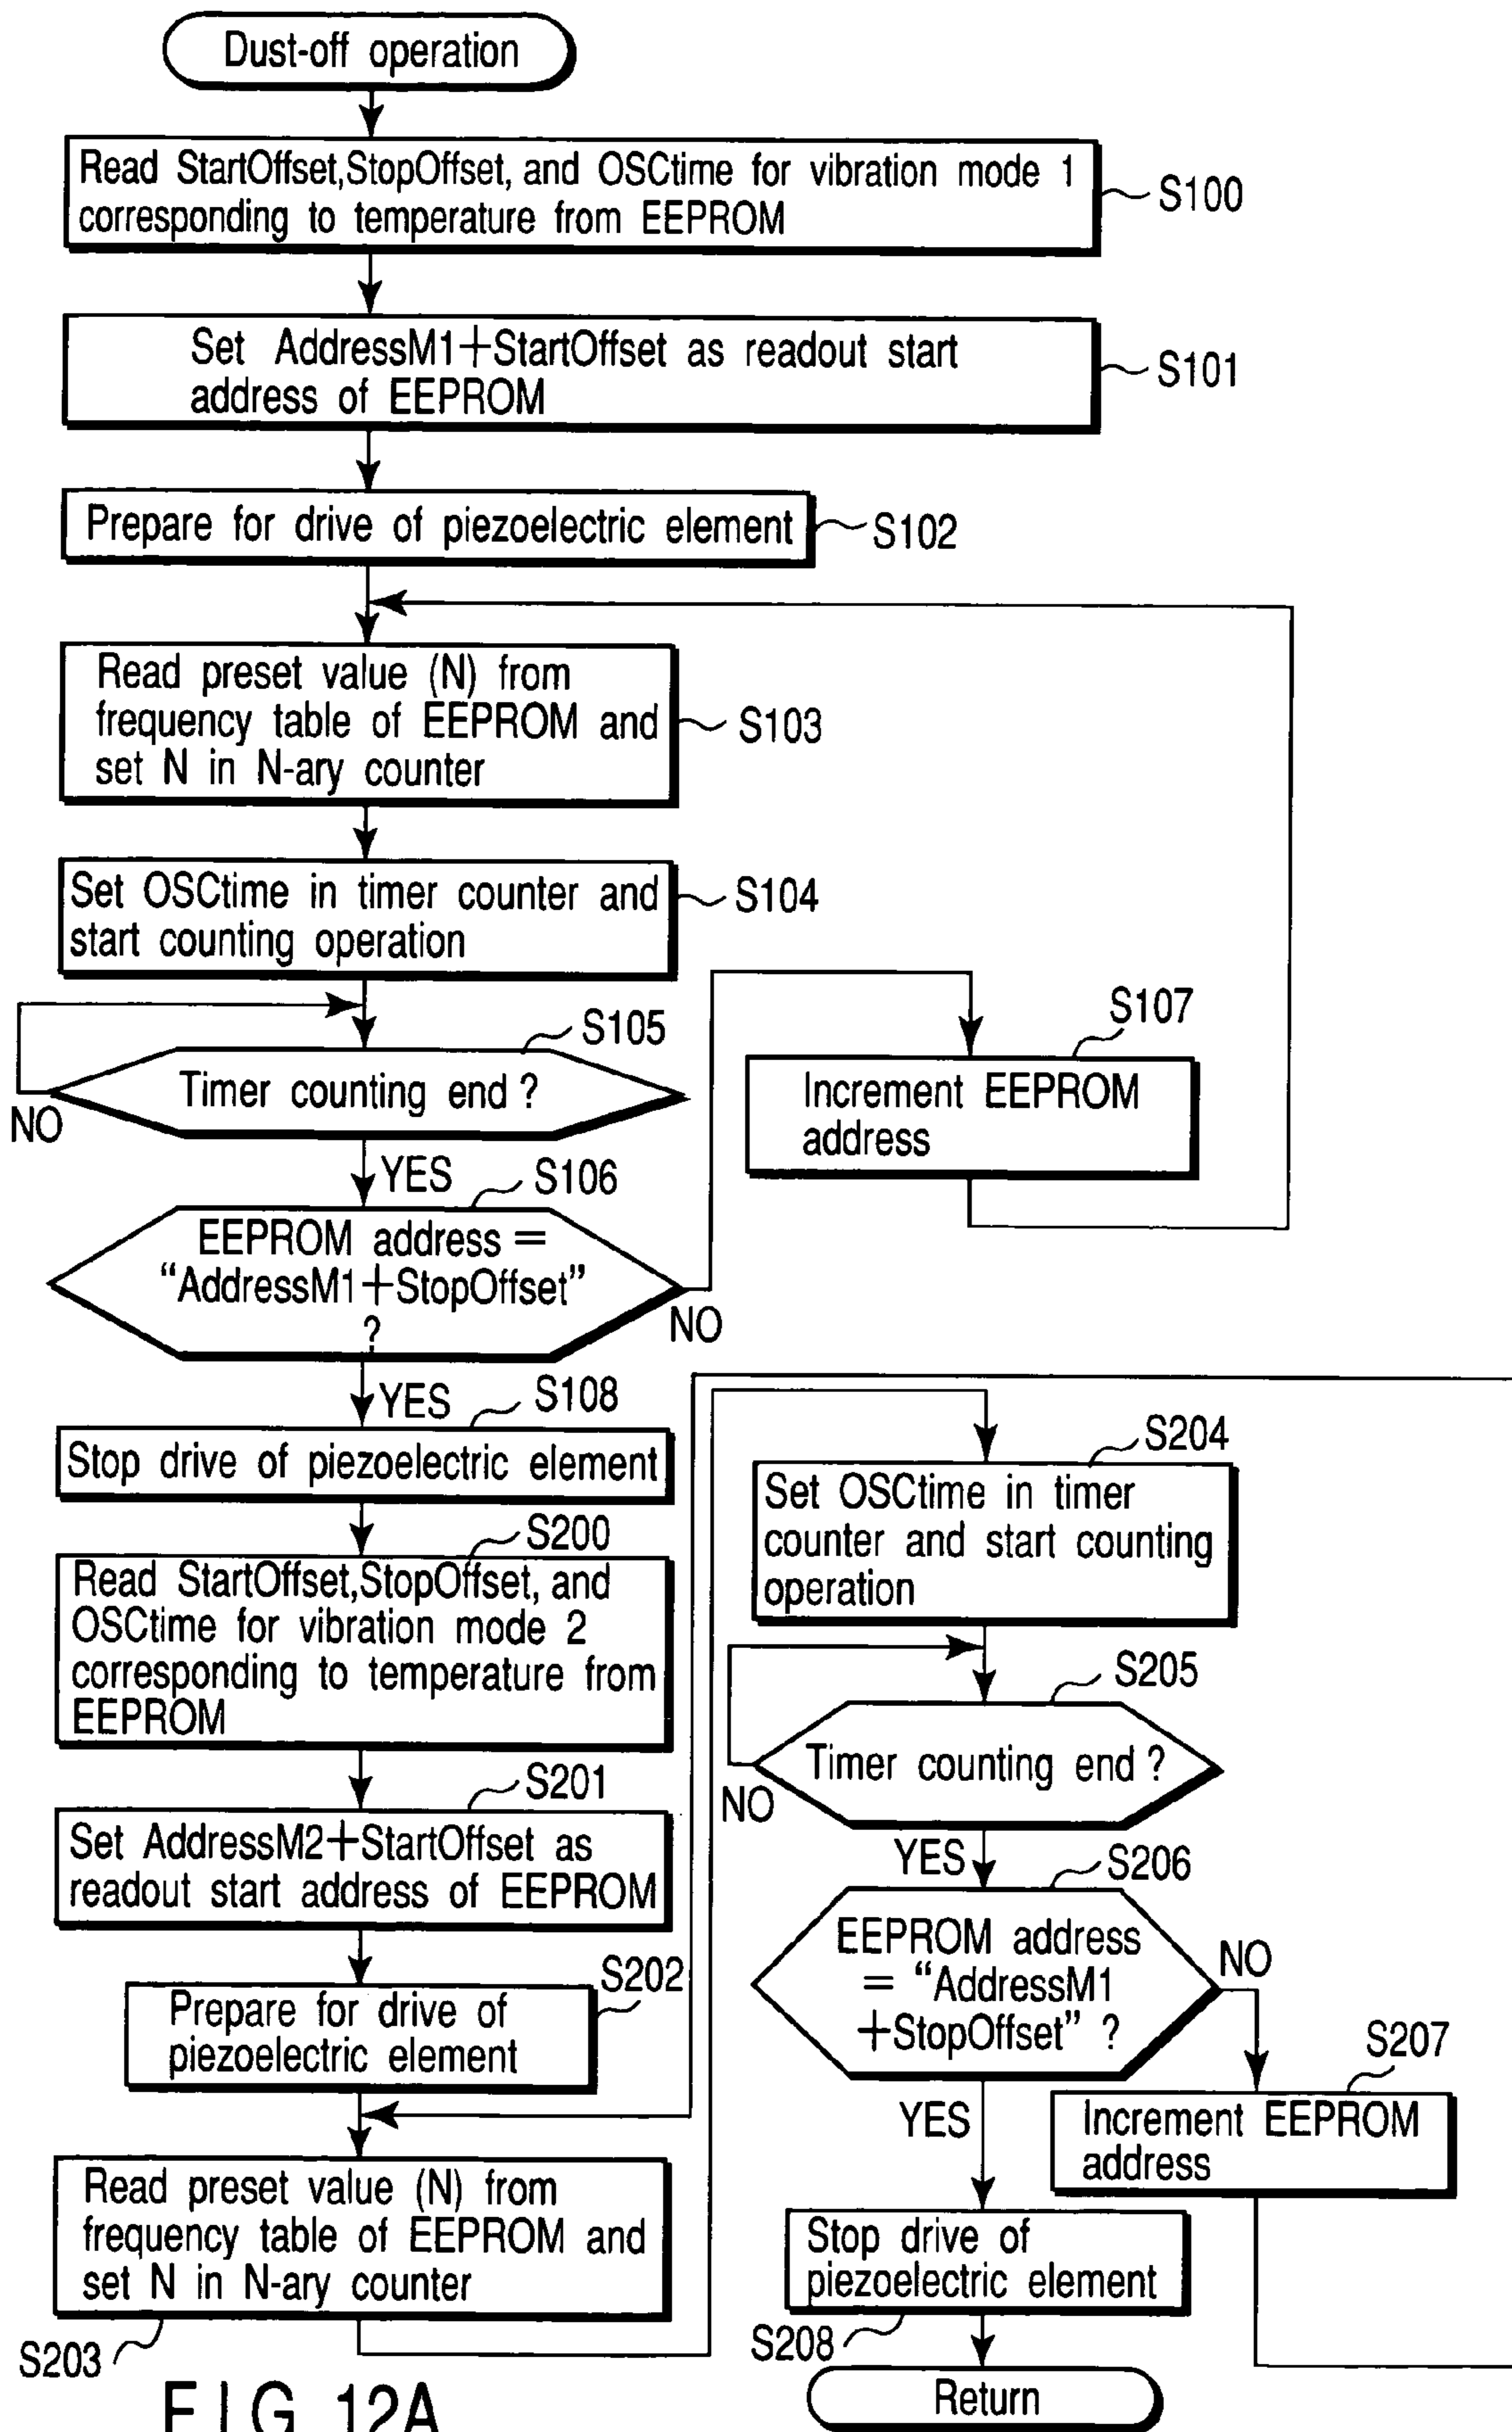 Dust-off operation
Read StartOffset,StopOffset, and OSCtime for vibration mode 1
corresponding to temperature from EEPROM
S100
Set AddressM1+StartOffset as readout start
address of EEPROM
S101
Prepare for drive of piezoelectric element
S102
Read preset value (N) from
frequency table of EEPROM and
set N in N-ary counter
S103
Set OSCtime in timer counter and
start counting operation
S104
S105
Timer counting end ?
NO
YES
S106
EEPROM address =
“AddressM1+StopOffset”
?
NO
S107
Increment EEPROM
address
YES
S108
Stop drive of piezoelectric element
S200
Read StartOffset,StopOffset, and
OSCtime for vibration mode 2
corresponding to temperature from
EEPROM
S201
Set AddressM2+StartOffset as
readout start address of EEPROM
S202
Prepare for drive of
piezoelectric element
Read preset value (N) from
frequency table of EEPROM and
set N in N-ary counter
S203
S204
Set OSCtime in timer
counter and start counting
operation
S205
Timer counting end ?
NO
YES
S206
EEPROM address
= “AddressM1
+StopOffset” ?
NO
S207
Increment EEPROM
address
YES
Stop drive of
piezoelectric element
S208
Return
FIG. 12A